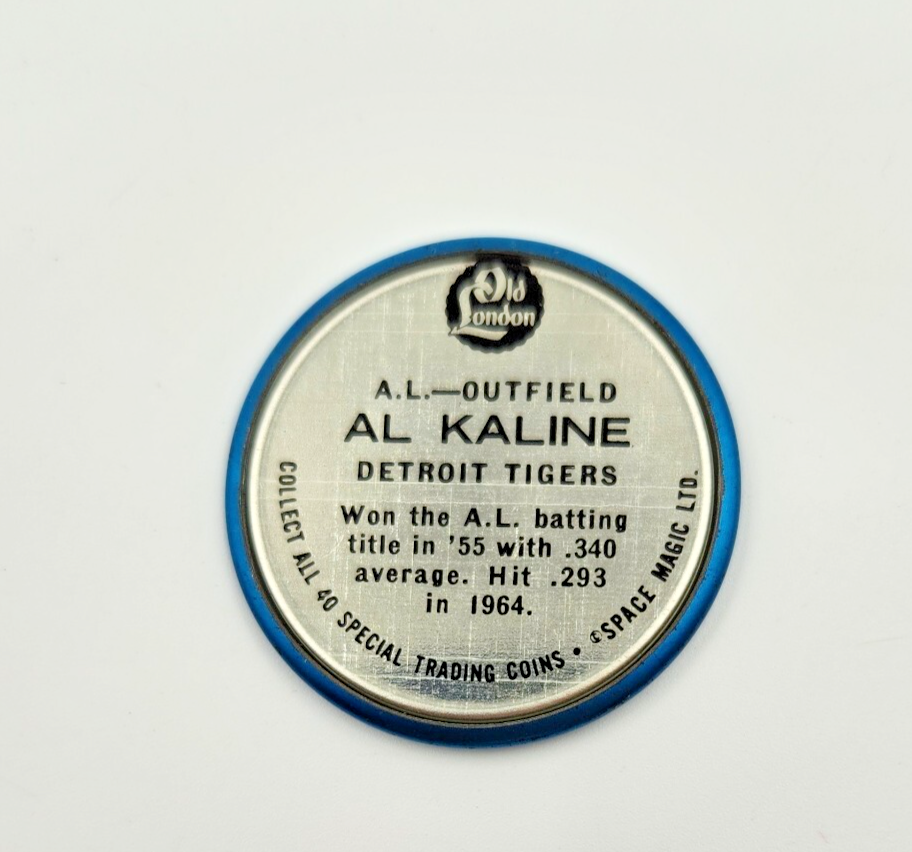 Old
London
A.L.—OUTFIELD
AL KALINE
DETROIT TIGERS
Won the A.L. batting
title in '55 with .340
average. Hit .293
in 1964.
COLLECT ALL 40 SPECIAL TRADING COINS • ©SPACE MAGIC LTD.